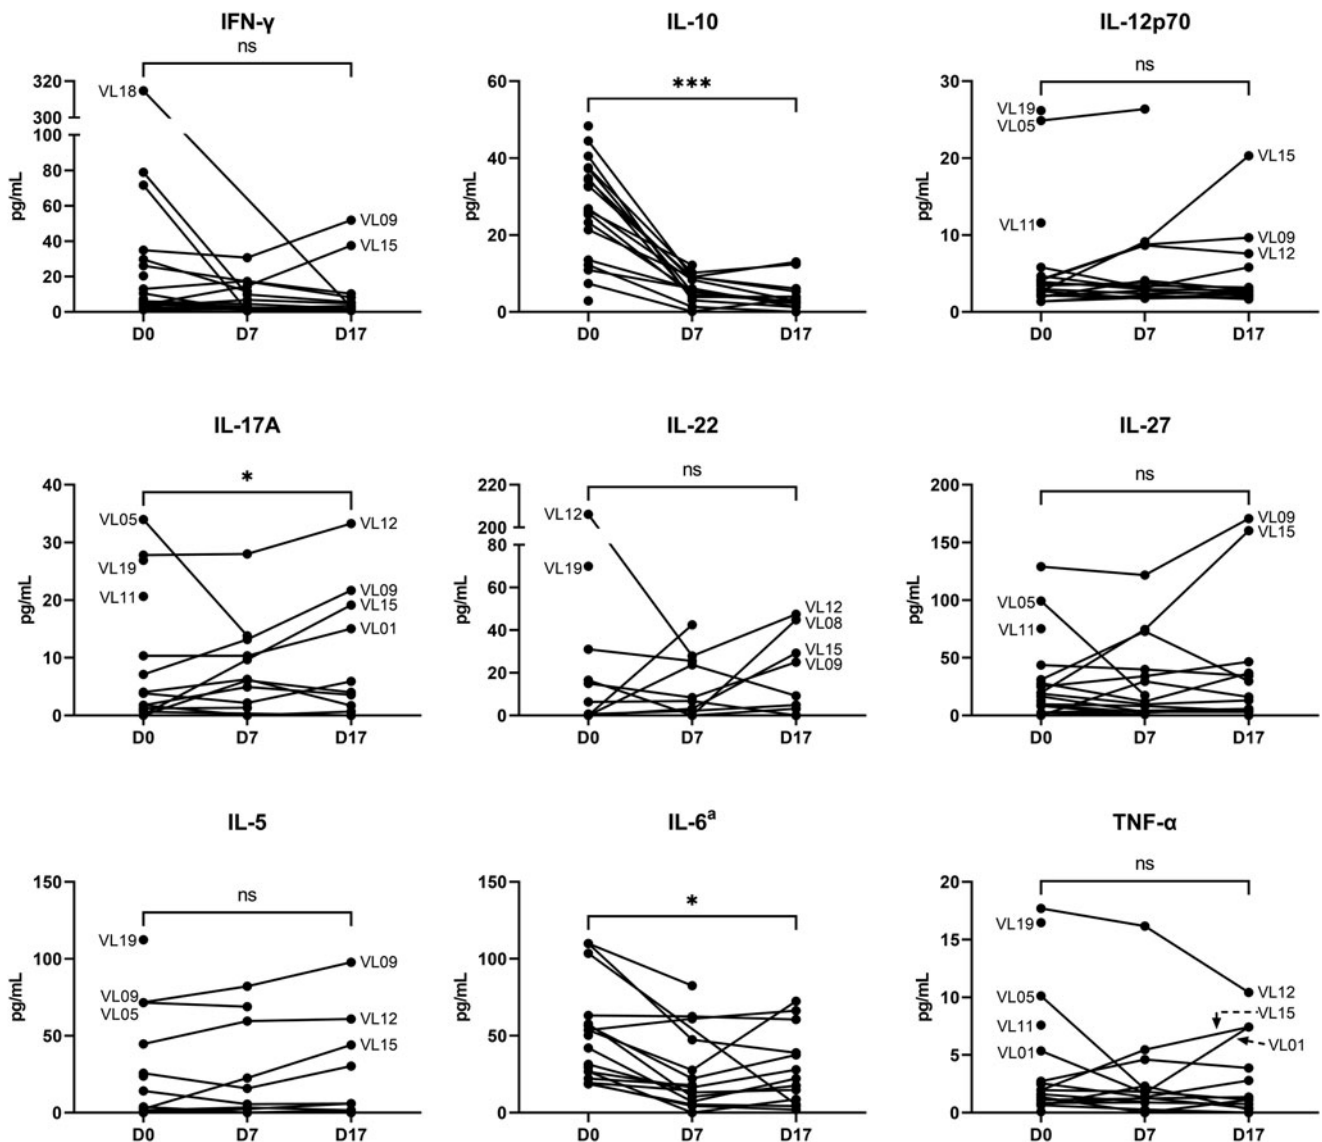 IFN-γ
ns
pg/mL
320
300
100
80
60
40
20
0
VL18
VL09
VL15
D0 D7 D17
IL-10
***
pg/mL
60
40
20
0
D0 D7 D17
IL-12p70
ns
pg/mL
30
20
10
0
VL19
VL05
VL11
VL15
VL09
VL12
D0 D7 D17
IL-17A
*
pg/mL
40
30
20
10
0
VL05
VL19
VL11
VL12
VL09
VL15
VL01
D0 D7 D17
IL-22
ns
pg/mL
220
200
80
60
40
20
0
VL12
VL19
VL12
VL08
VL15
VL09
D0 D7 D17
IL-27
ns
pg/mL
200
150
100
50
0
VL05
VL11
VL09
VL15
D0 D7 D17
IL-5
ns
pg/mL
150
100
50
0
VL19
VL09
VL05
VL09
VL12
VL15
D0 D7 D17
IL-6ᵃ
*
pg/mL
150
100
50
0
D0 D7 D17
TNF-α
ns
pg/mL
20
15
10
5
0
VL19
VL05
VL11
VL01
VL12
VL15
VL01
D0 D7 D17